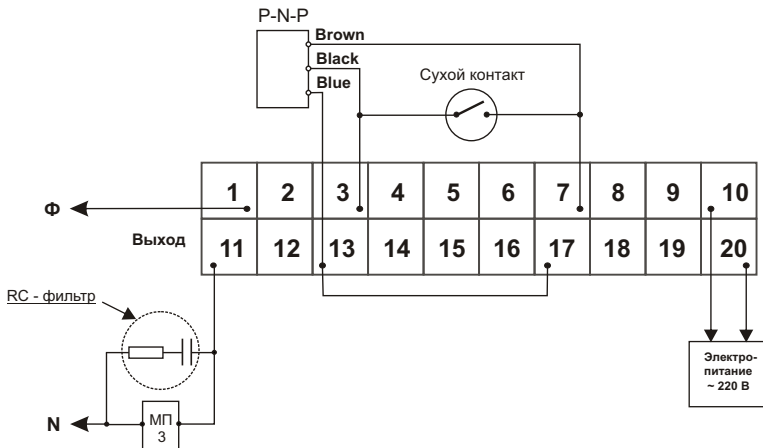 P-N-P
Brown
Black
Blue
Сухой контакт
1 2 3 4 5 6 7 8 9 10
Ф
Выход
11 12 13 14 15 16 17 18 19 20
RC - фильтр
Электро-
питание
~ 220 В
N
МП
3